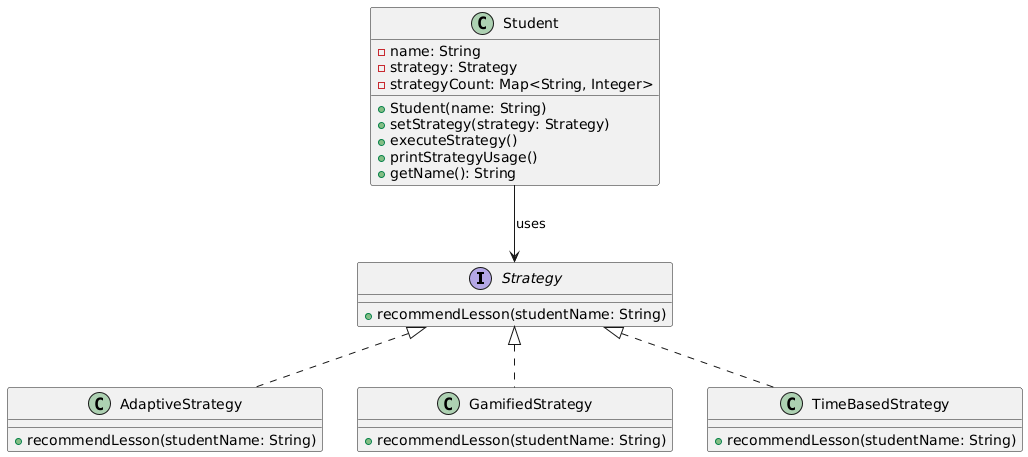 C Student
name: String
strategy: Strategy
strategyCount: Map<String, Integer>
Student(name: String)
setStrategy(strategy: Strategy)
executeStrategy()
printStrategyUsage()
getName(): String
uses
I Strategy
recommendLesson(studentName: String)
C AdaptiveStrategy
recommendLesson(studentName: String)
C GamifiedStrategy
recommendLesson(studentName: String)
C TimeBasedStrategy
recommendLesson(studentName: String)